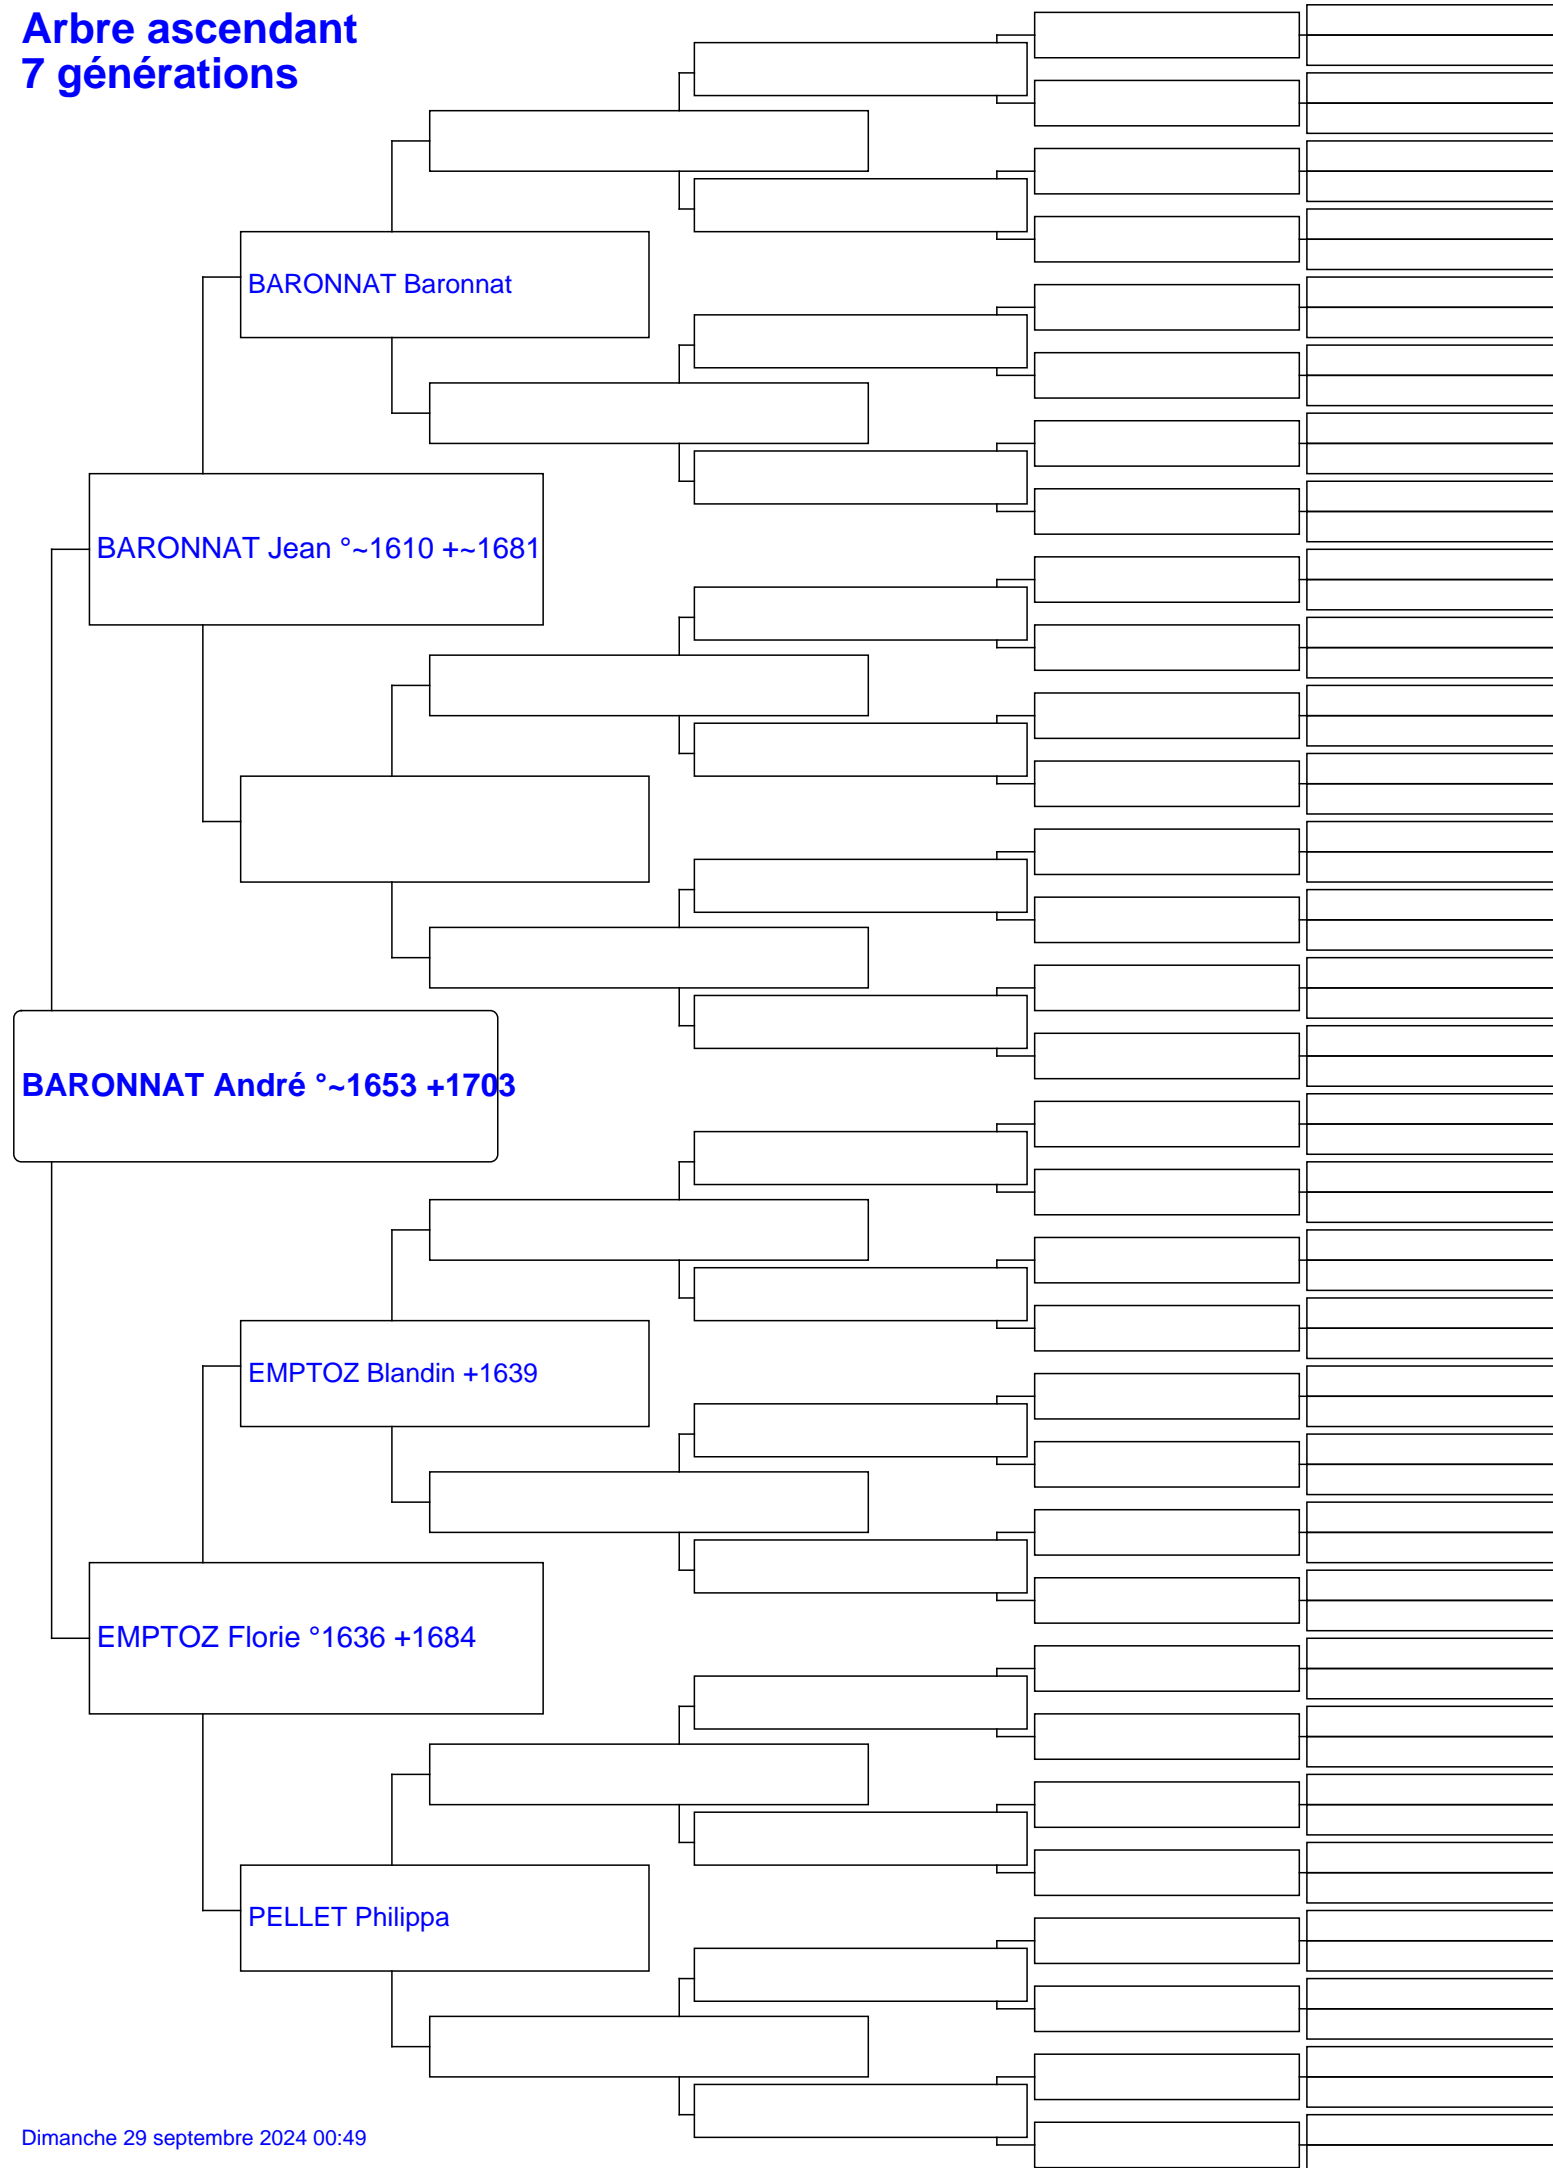 Arbre ascendant
7 générations
BARONNAT Baronnat
BARONNAT Jean °~1610 +~1681
BARONNAT André °~1653 +1703
EMPTOZ Blandin +1639
EMPTOZ Florie °1636 +1684
PELLET Philippa
Dimanche 29 septembre 2024 00:49